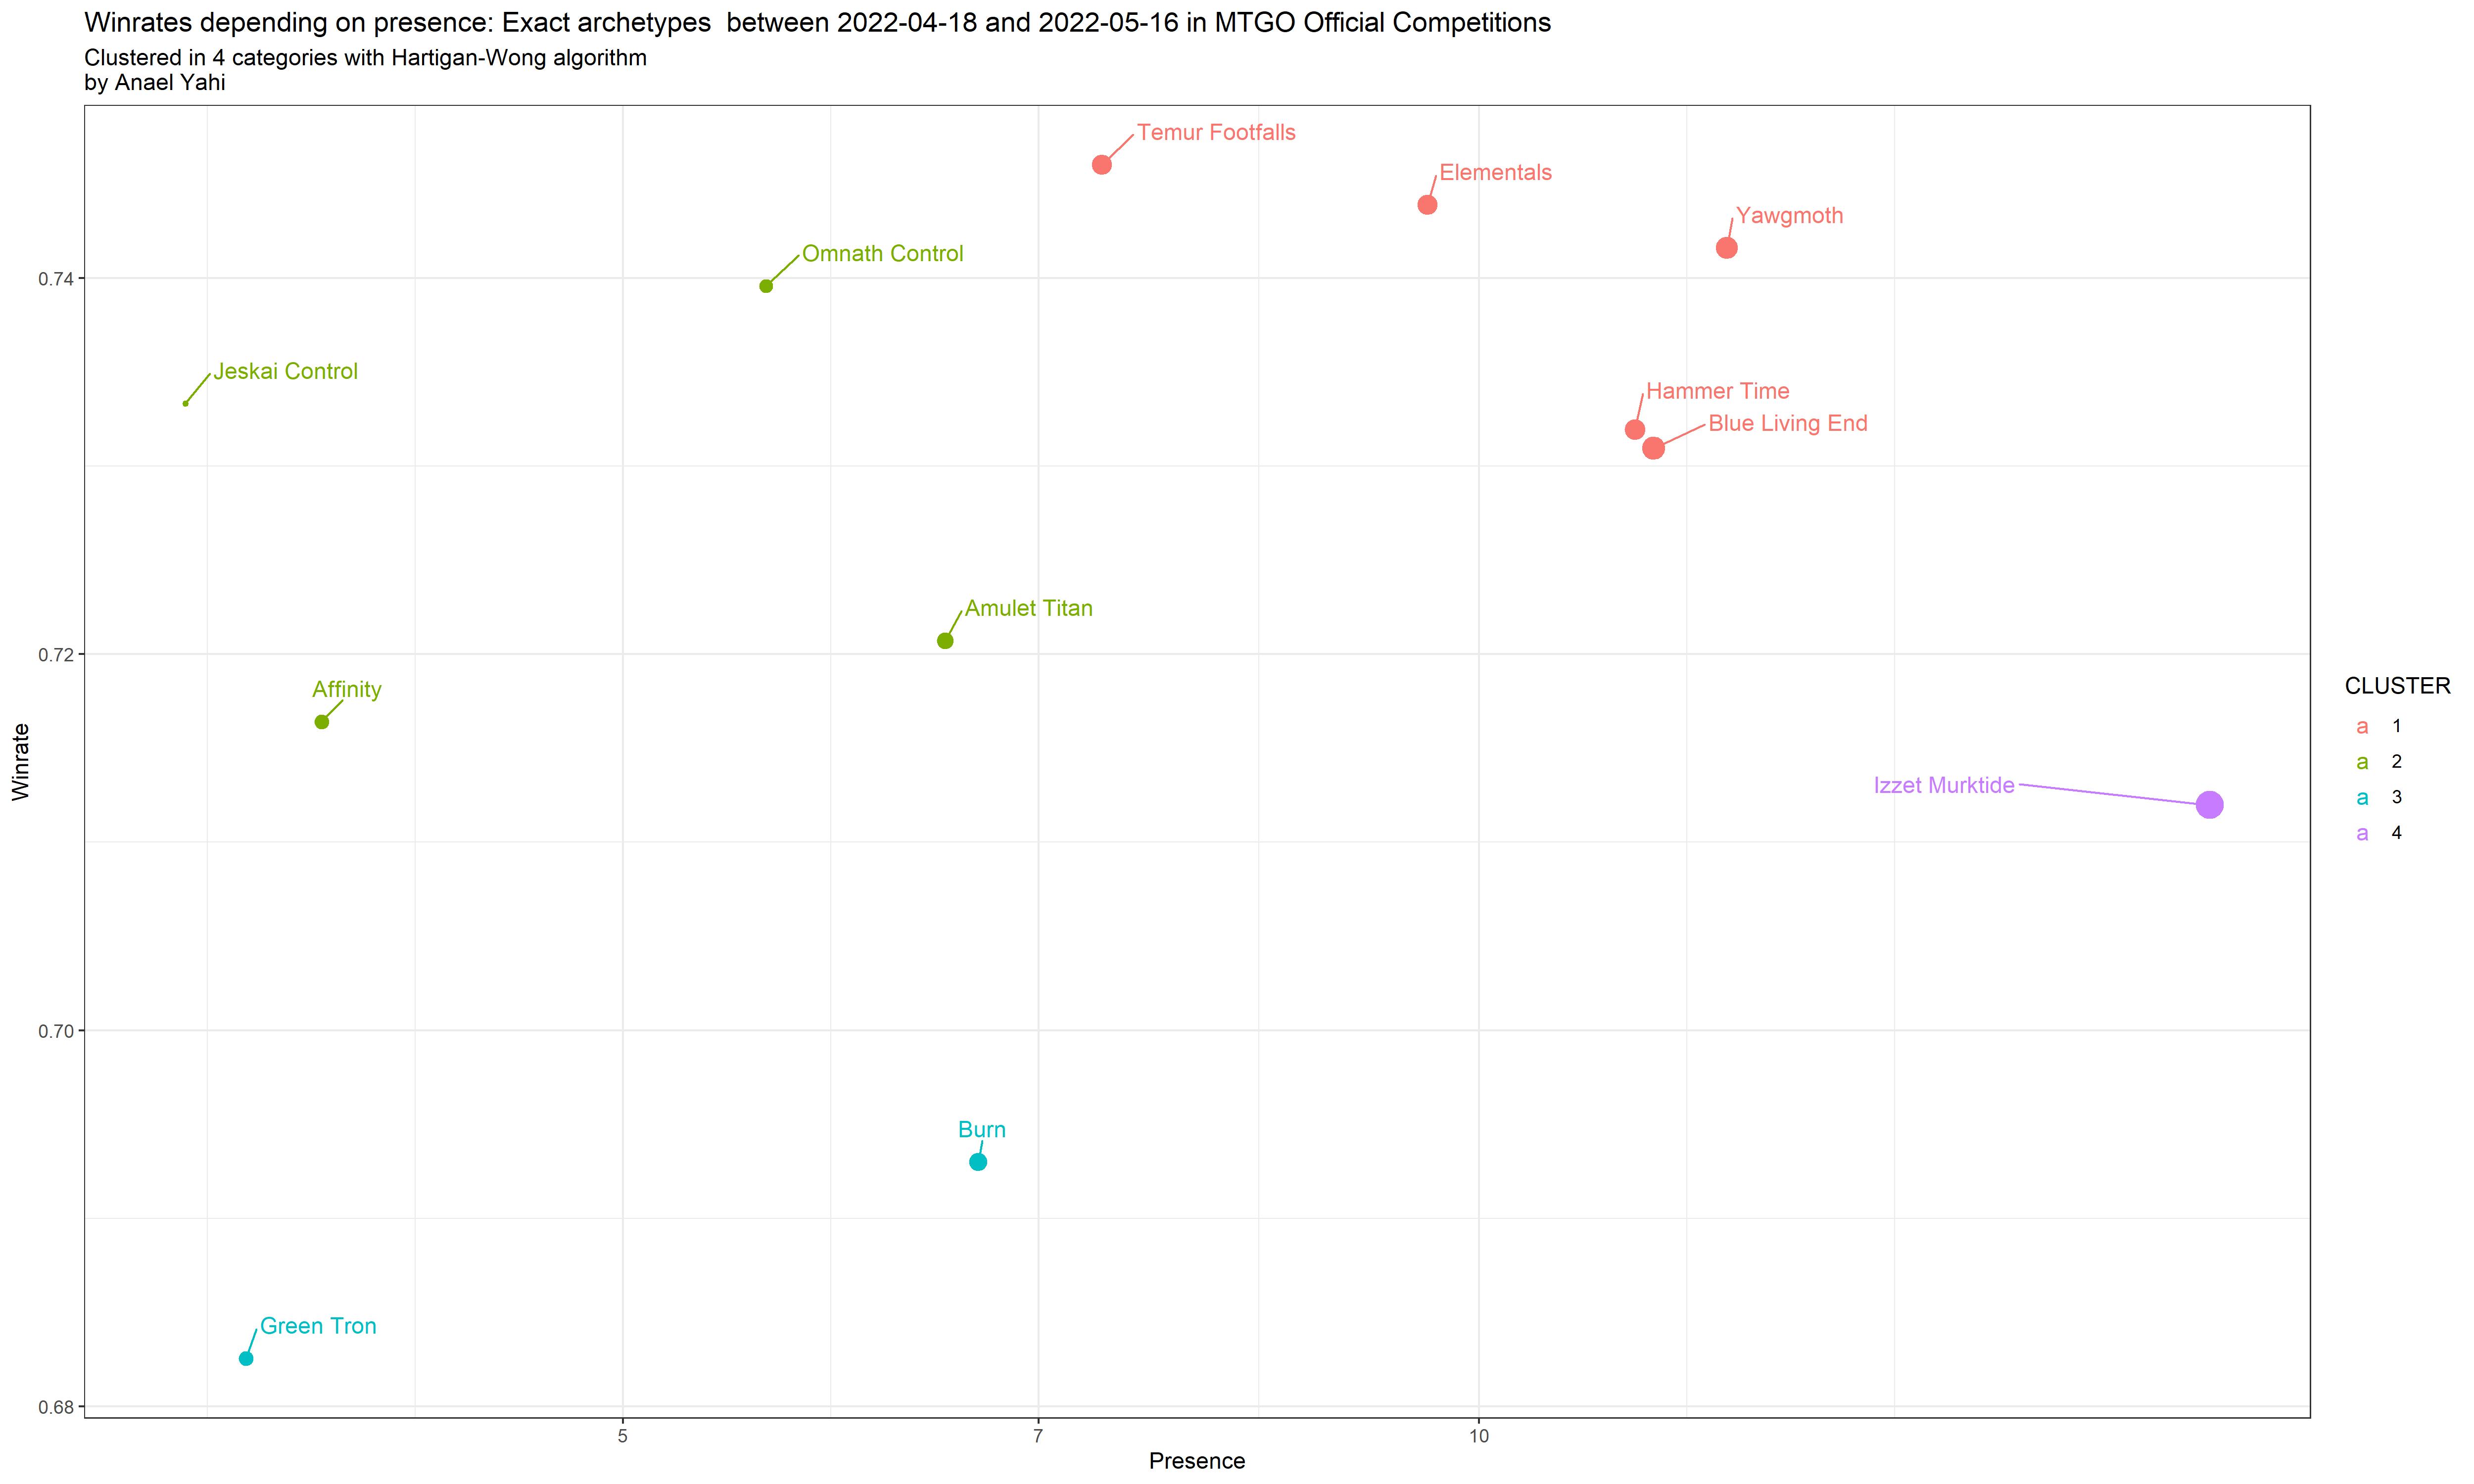 Winrates depending on presence: Exact archetypes  between 2022-04-18 and 2022-05-16 in MTGO Official Competitions
Clustered in 4 categories with Hartigan-Wong algorithm
by Anael Yahi
Temur Footfalls
Elementals
Yawgmoth
Omnath Control
0.74
Jeskai Control
Hammer Time
Blue Living End
Amulet Titan
0.72
Affinity
Izzet Murktide
Winrate
0.70
Burn
Green Tron
0.68
5
7
10
Presence
CLUSTER
a 1
a 2
a 3
a 4